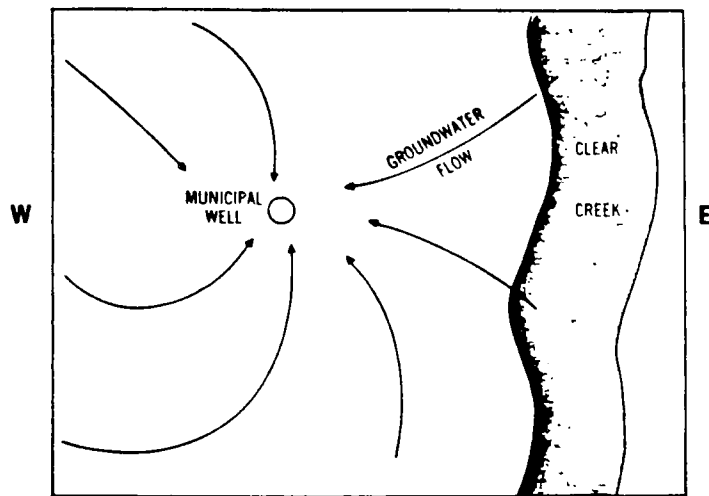 GROUNDWATER
FLOW
CLEAR
CREEK
MUNICIPAL
WELL
W
E